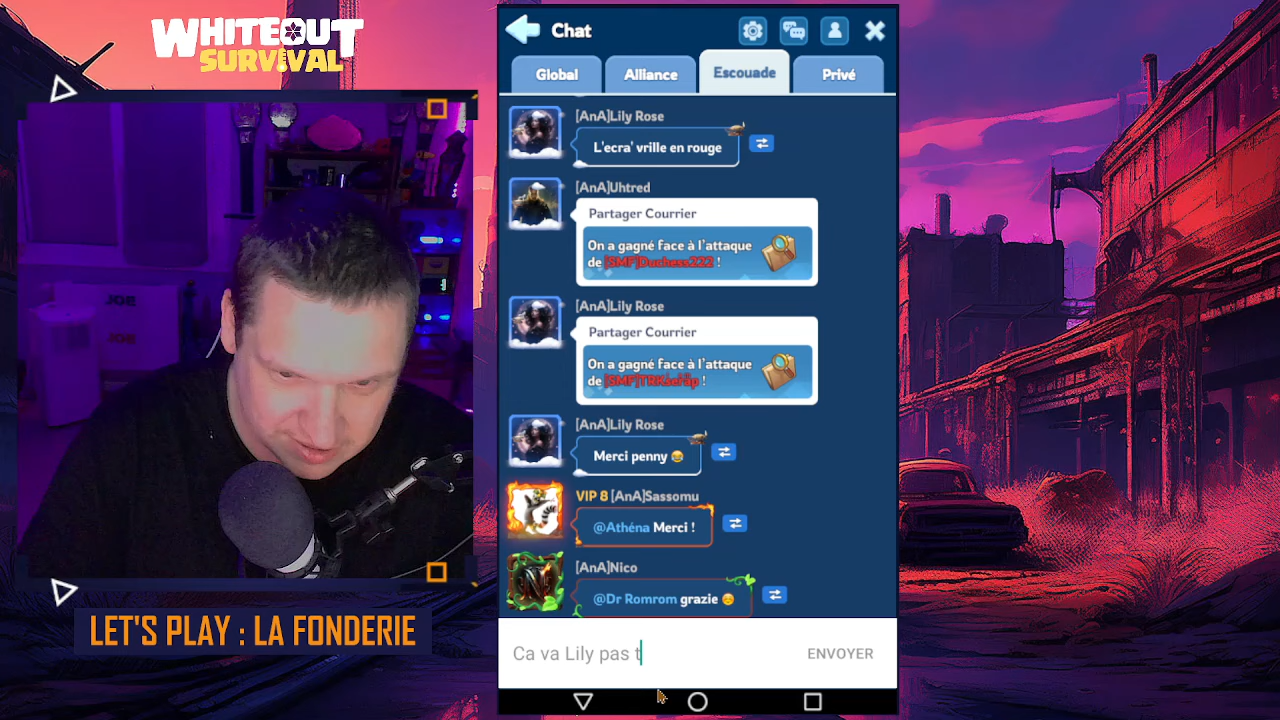 WHITEOUT
SURVIVAL
JOE
JOE
LET'S PLAY : LA FONDERIE
Chat
Global
Alliance
Escouade
Privé
[AnA]Lily Rose
L'ecra' vrille en rouge
[AnA]Uhtred
Partager Courrier
On a gagné face à l'attaque
de [SMF]Duchess222 !
[AnA]Lily Rose
Partager Courrier
On a gagné face à l'attaque
de !
[AnA]Lily Rose
Merci penny 😂
VIP 8 [AnA]Sassomu
@Athéna Merci !
[AnA]Nico
@Dr Romrom grazie ☺️
Ca va Lily pas t
ENVOYER